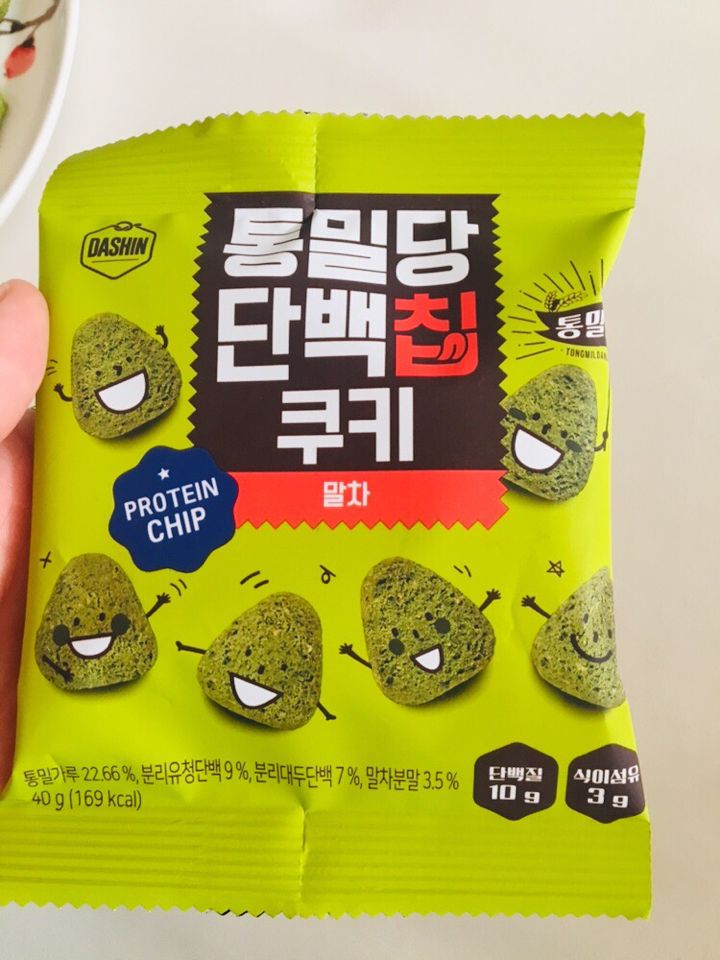 DASHIN
통밀당
단백칩
쿠키
말차
PROTEIN
CHIP
통밀가루 22.66 %, 분리유청단백 9 %, 분리대두단백 7 %, 말차분말 3.5 %
40 g (169 kcal)
단백질
10 g
식이섬유
3 g